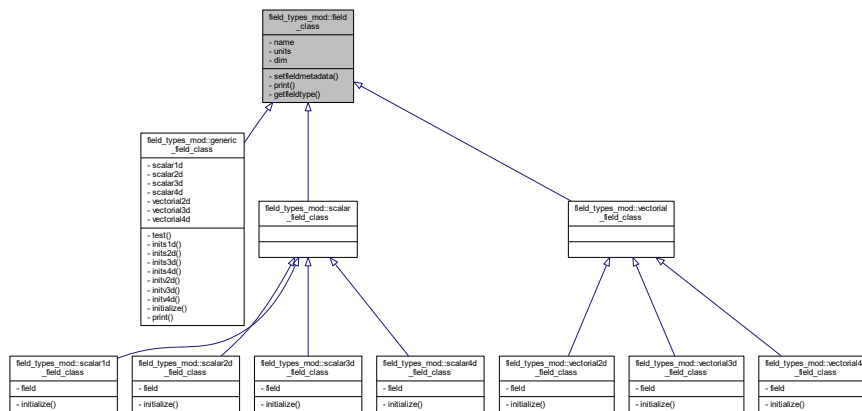 field_types_mod::field
_class
- name
- units
- dim
- setfieldmetadata()
- print()
- getfieldtype()
field_types_mod::generic
_field_class
- scalar1d
- scalar2d
- scalar3d
- scalar4d
- vectorial2d
- vectorial3d
- vectorial4d
- test()
- inits1d()
- inits2d()
- inits3d()
- inits4d()
- initv2d()
- initv3d()
- initv4d()
- initialize()
- print()
field_types_mod::scalar
_field_class
field_types_mod::vectorial
_field_class
field_types_mod::scalar1d
_field_class
- field
- initialize()
field_types_mod::scalar2d
_field_class
- field
- initialize()
field_types_mod::scalar3d
_field_class
- field
- initialize()
field_types_mod::scalar4d
_field_class
- field
- initialize()
field_types_mod::vectorial2d
_field_class
- field
- initialize()
field_types_mod::vectorial3d
_field_class
- field
- initialize()
field_types_mod::vectorial4
_field_class
- field
- initialize()